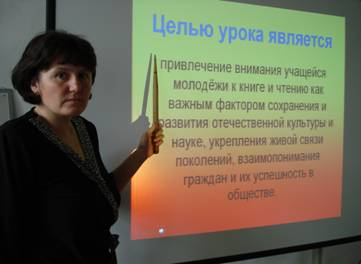 Целью урока является
привлечение внимания учащейся
молодёжи к книге и чтению как
важным фактором сохранения и
развития отечественной культуры и
науке, укрепления живой связи
поколений, взаимопонимания
граждан и их успешность в
обществе.